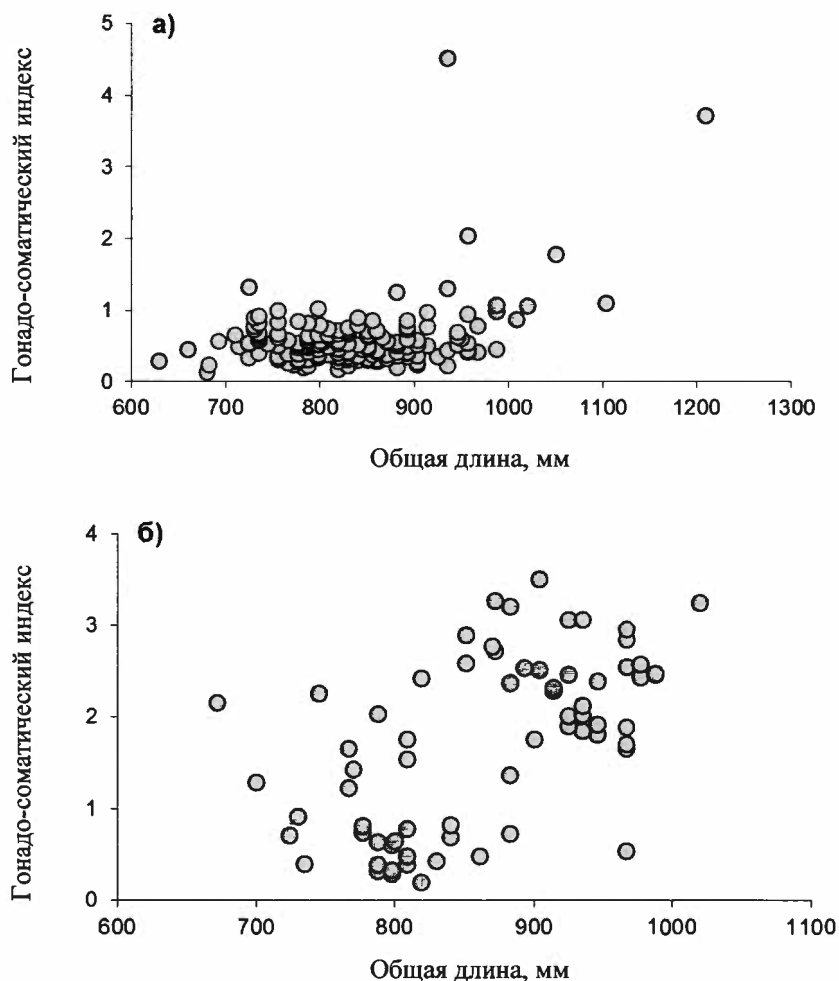 а)
5
4
3
2
1
0
Гонадо-соматический индекс
600 700 800 900 1000 1100 1200 1300
Общая длина, мм
б)
4
3
2
1
0
Гонадо-соматический индекс
600 700 800 900 1000 1100
Общая длина, мм